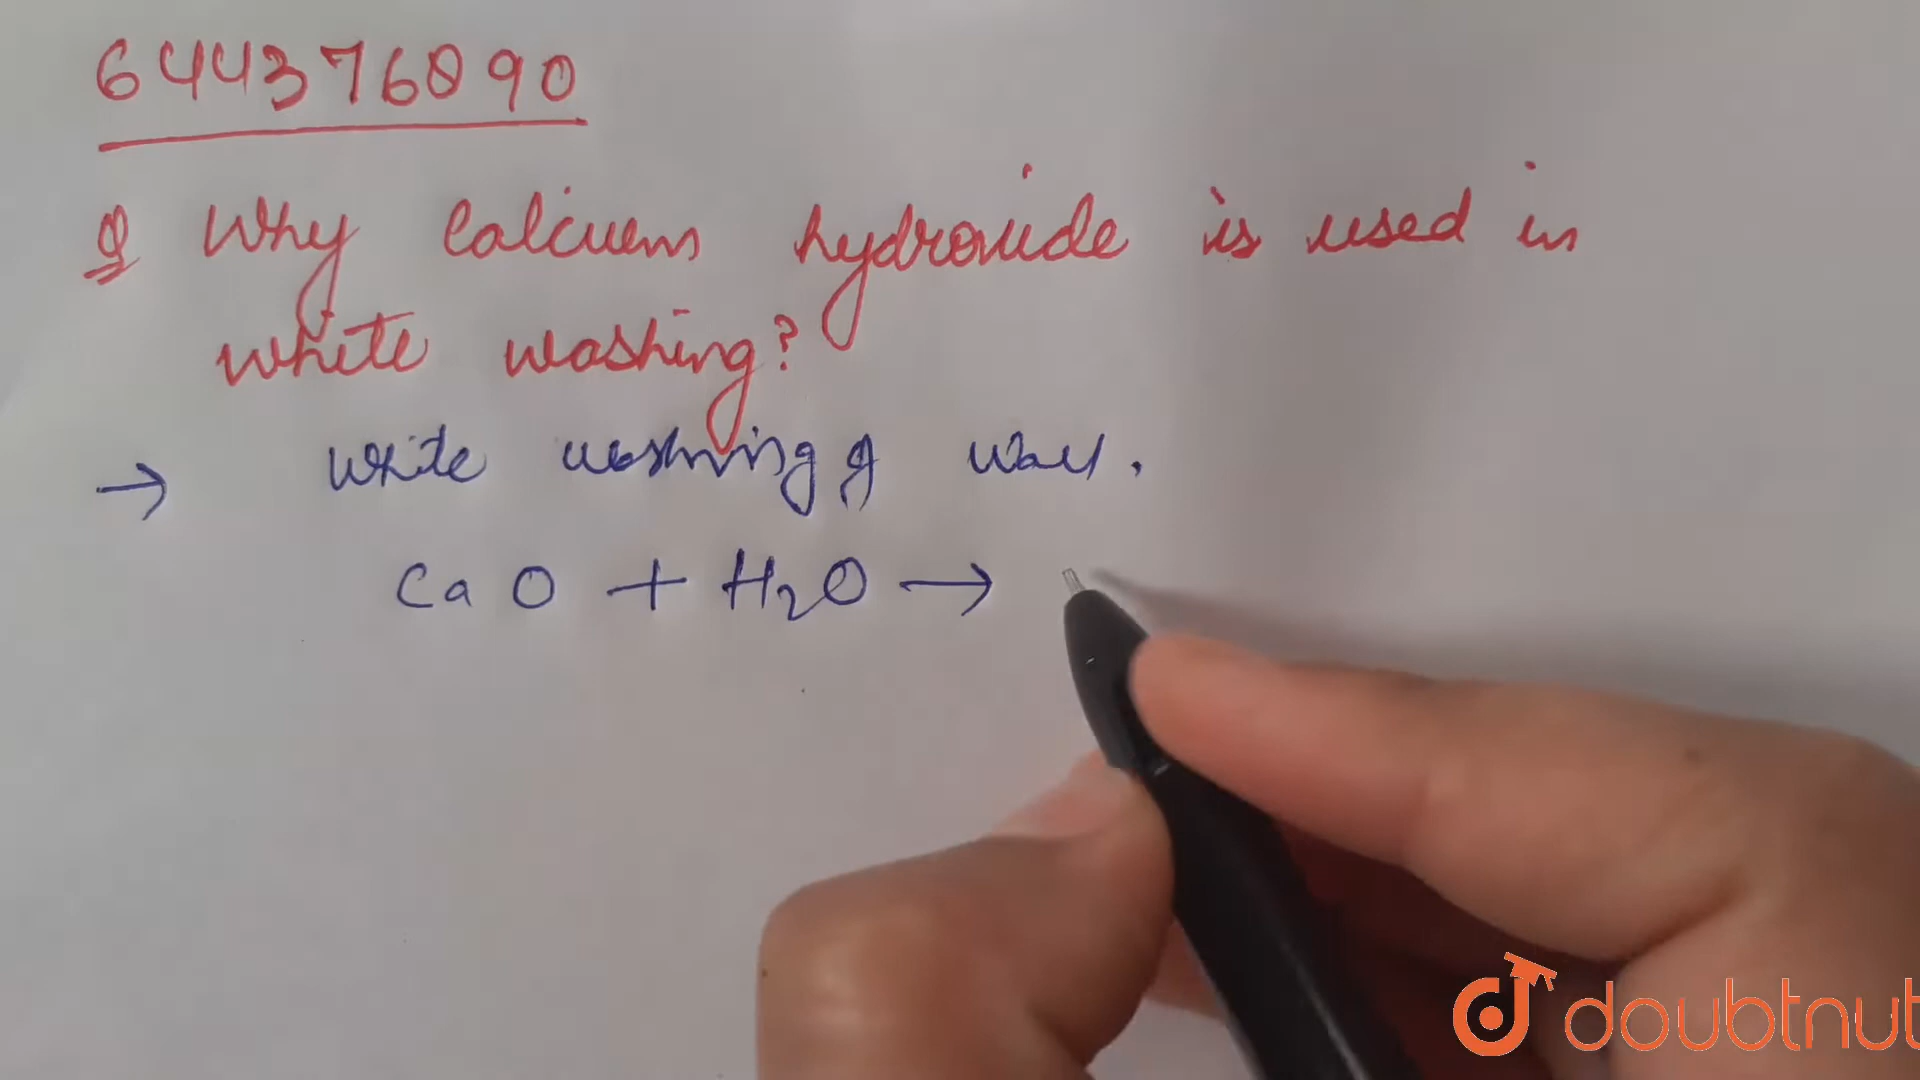 644376090
Q Why Calcium hydroxide is used in
white washing?
→ white washing of wall.
CaO + H2O →
doubtnut